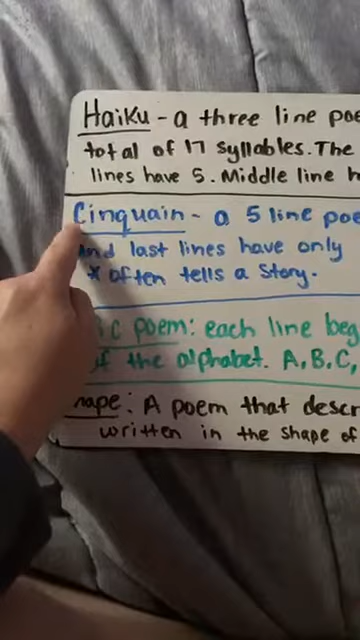 Haiku - a three line poe
total of 17 syllables. The
lines have 5. Middle line h
Cinquain - a 5 line poe
and last lines have only
* often tells a story.
C poem: each line beg
of the alphabet. A, B, C,
hape: A poem that descr
written in the shape of